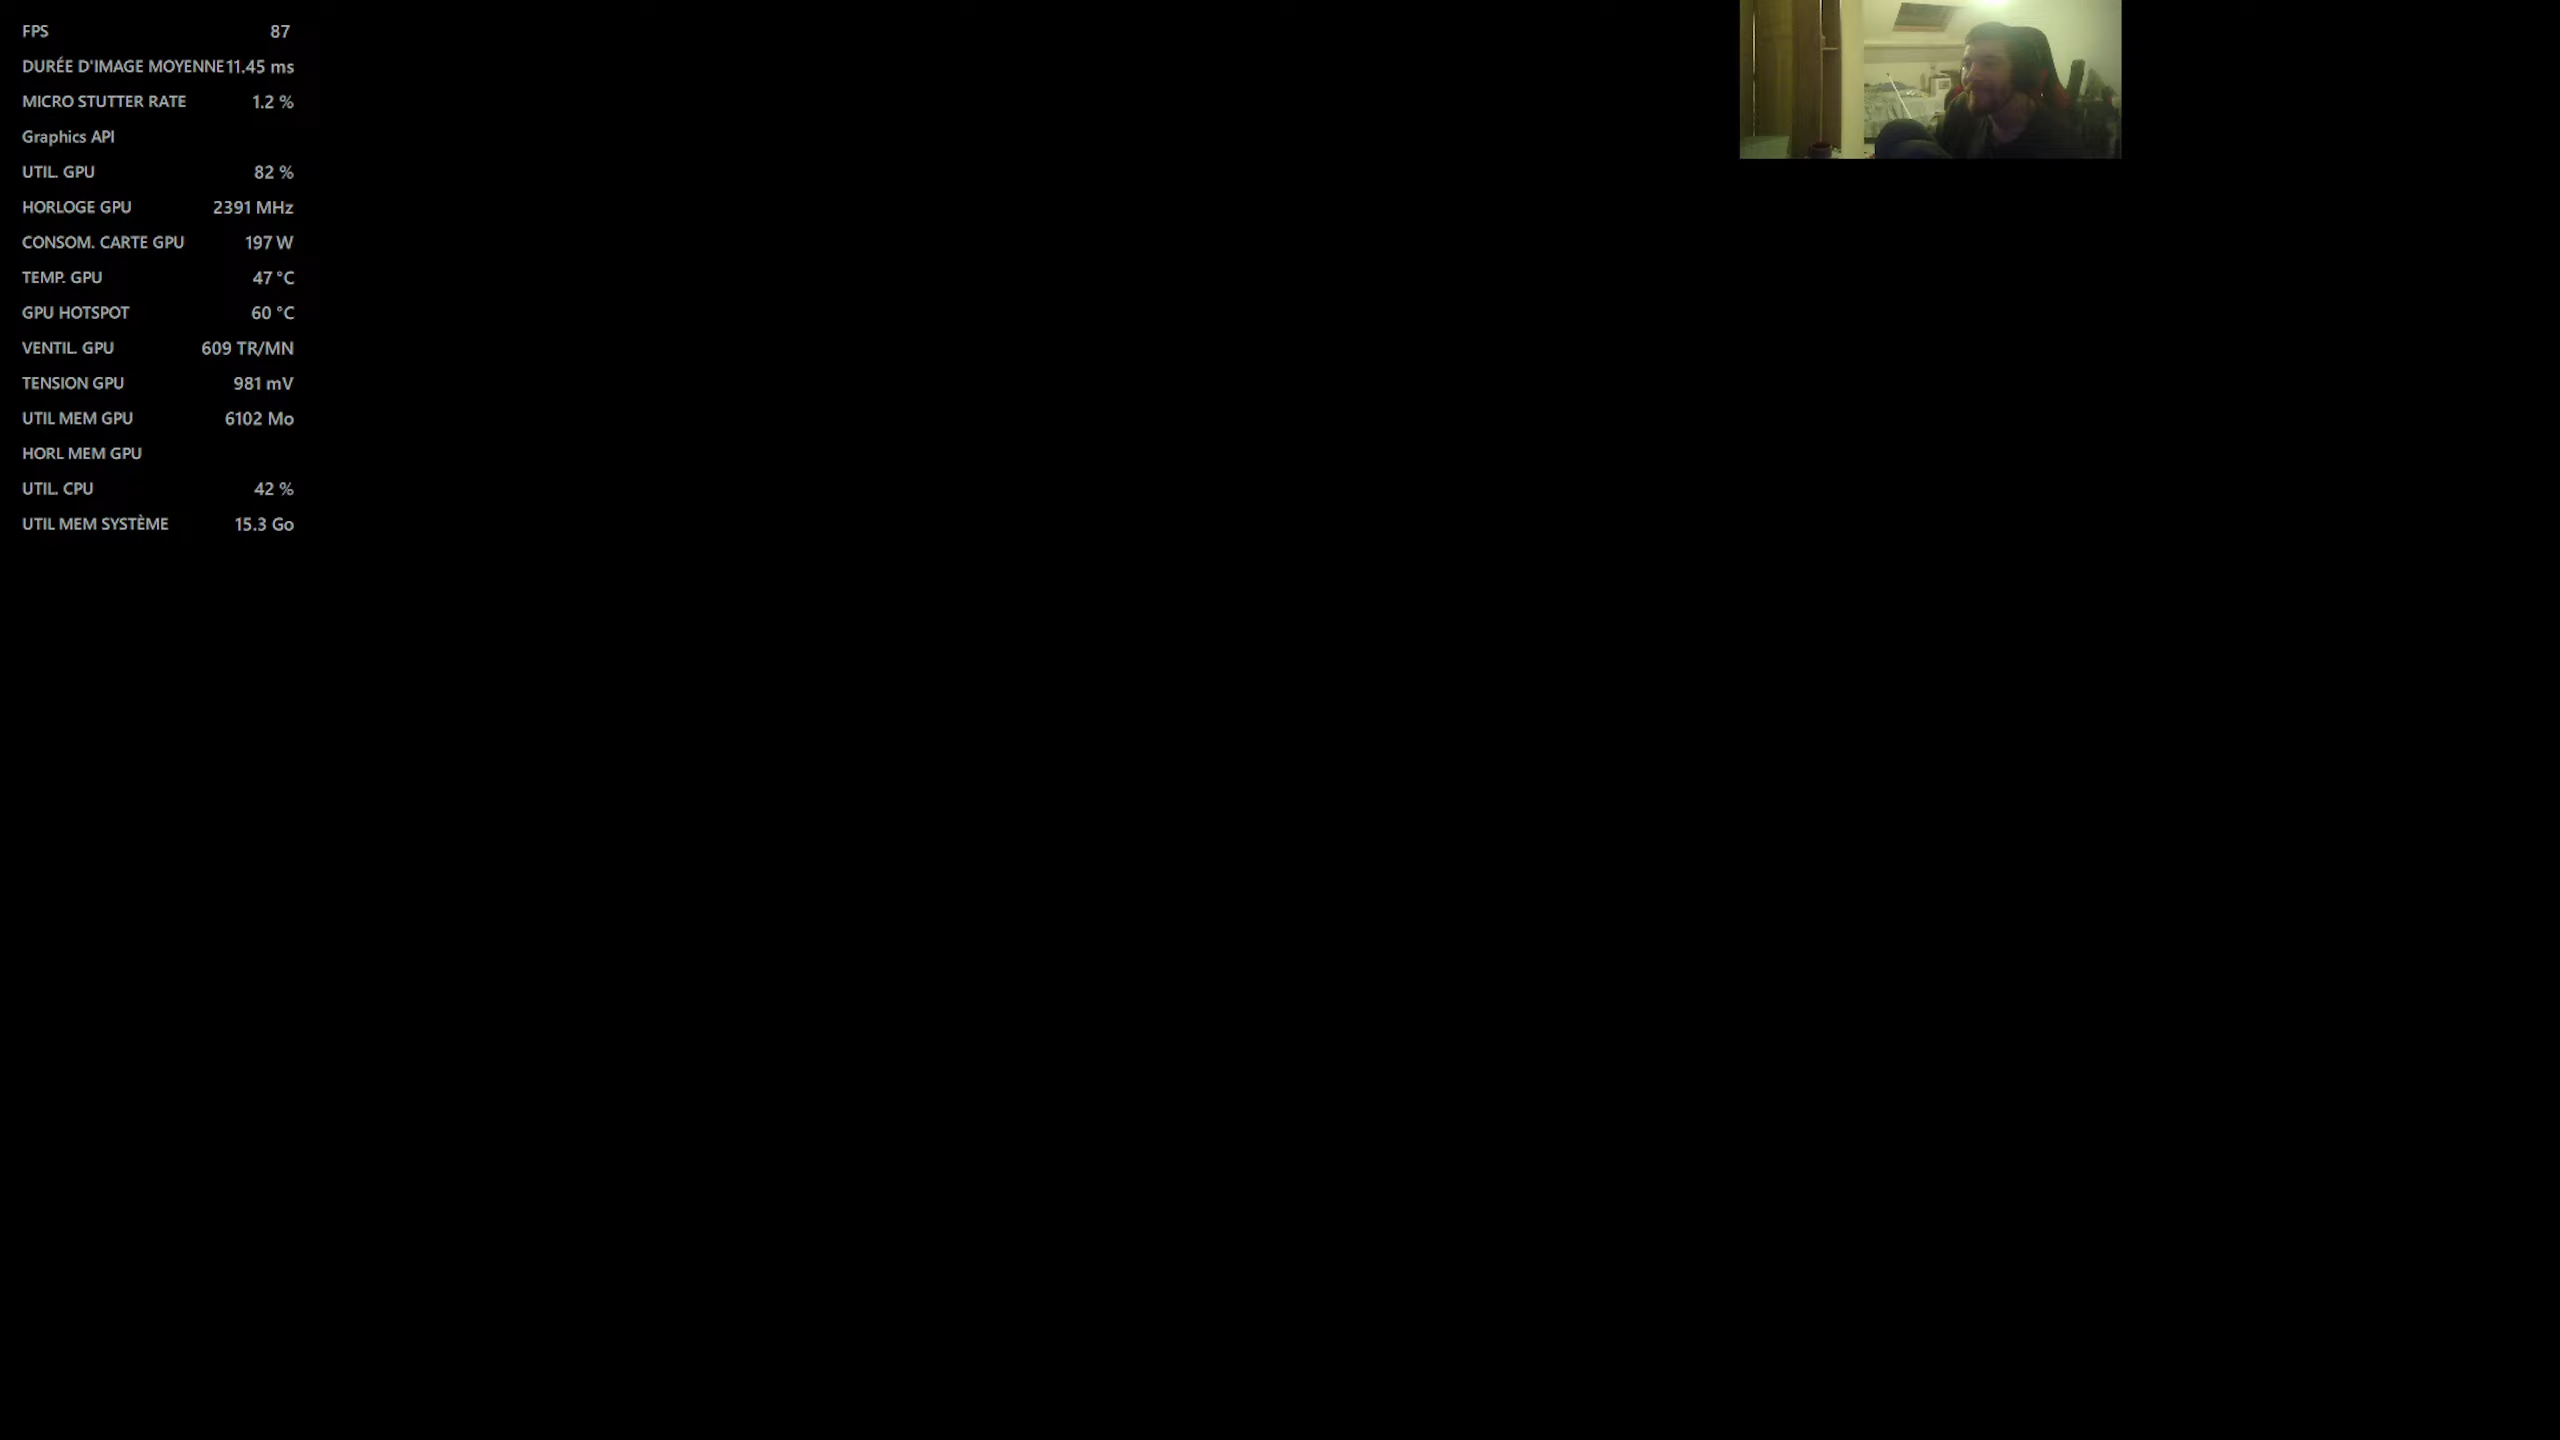 FPS 87
DURÉE D'IMAGE MOYENNE 11.45 ms
MICRO STUTTER RATE 1.2 %
Graphics API
UTIL. GPU 82 %
HORLOGE GPU 2391 MHz
CONSOM. CARTE GPU 197 W
TEMP. GPU 47 °C
GPU HOTSPOT 60 °C
VENTIL. GPU 609 TR/MN
TENSION GPU 981 mV
UTIL MEM GPU 6102 Mo
HORL MEM GPU
UTIL. CPU 42 %
UTIL MEM SYSTÈME 15.3 Go